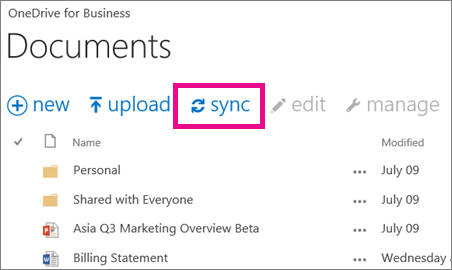 OneDrive for Business
Documents
new upload sync edit manage
Name Modified
Personal ... July 09
Shared with Everyone ... July 09
Asia Q3 Marketing Overview Beta ... July 09
Billing Statement ... Wednesday